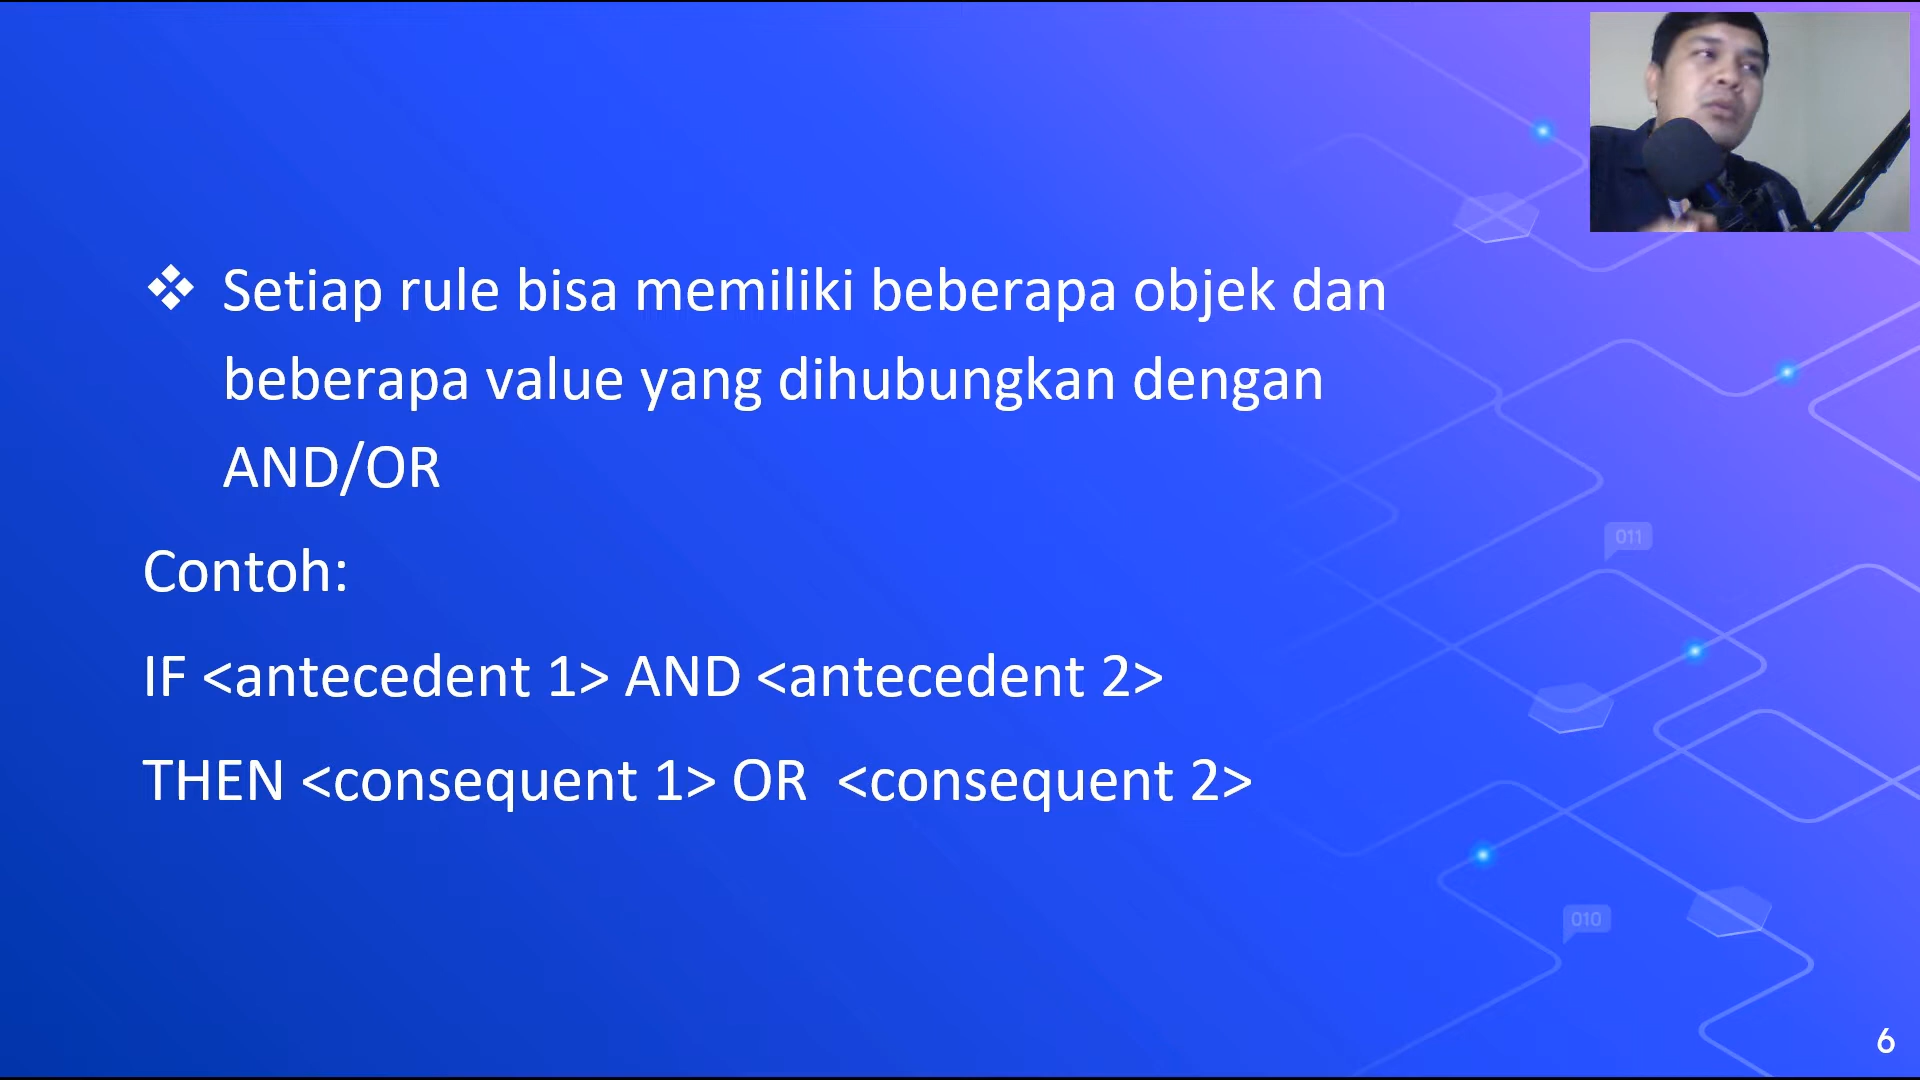 ❖ Setiap rule bisa memiliki beberapa objek dan
beberapa value yang dihubungkan dengan
AND/OR
Contoh:
IF <antecedent 1> AND <antecedent 2>
THEN <consequent 1> OR  <consequent 2>
011
010
6